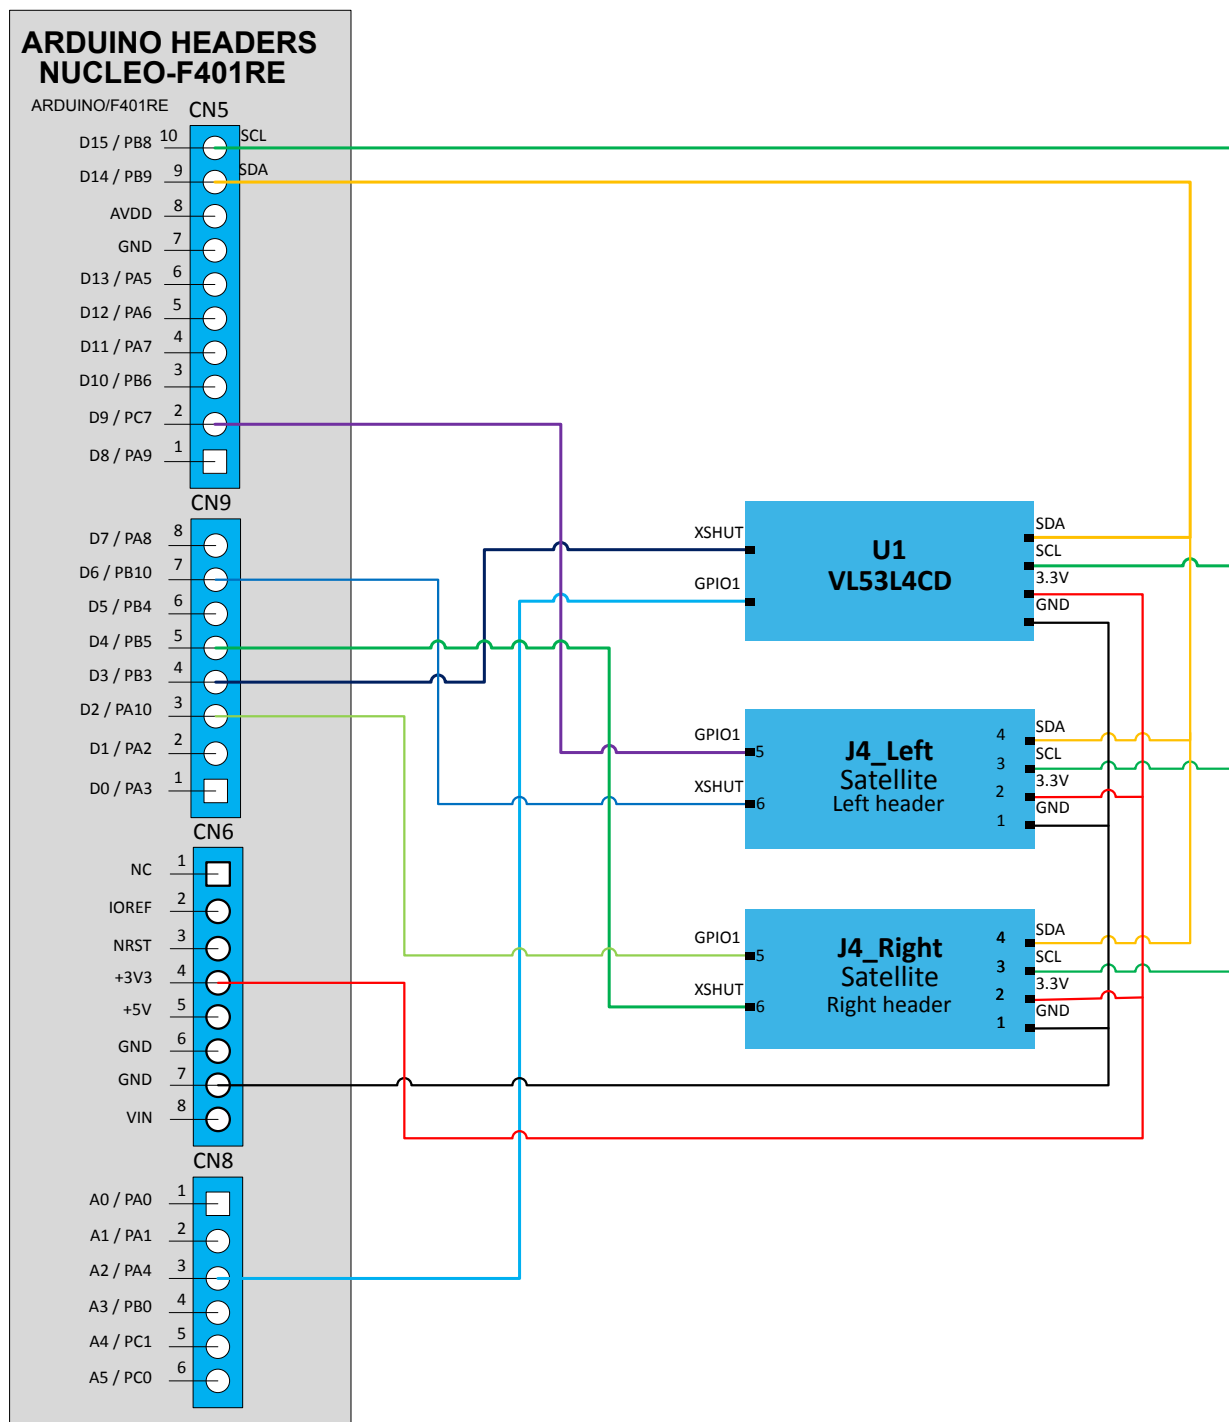 ARDUINO HEADERS
NUCLEO-F401RE
ARDUINO/F401RE
CN5
D15 / PB8 10 SCL
D14 / PB9 9 SDA
AVDD 8
GND 7
D13 / PA5 6
D12 / PA6 5
D11 / PA7 4
D10 / PB6 3
D9 / PC7 2
D8 / PA9 1
CN9
D7 / PA8 8
D6 / PB10 7
D5 / PB4 6
D4 / PB5 5
D3 / PB3 4
D2 / PA10 3
D1 / PA2 2
D0 / PA3 1
CN6
NC 1
IOREF 2
NRST 3
+3V3 4
+5V 5
GND 6
GND 7
VIN 8
CN8
A0 / PA0 1
A1 / PA1 2
A2 / PA4 3
A3 / PB0 4
A4 / PC1 5
A5 / PC0 6
XSHUT
GPIO1
U1
VL53L4CD
SDA
SCL
3.3V
GND
GPIO1
5
XSHUT
6
J4_Left
Satellite
Left header
4 SDA
3 SCL
2 3.3V
1 GND
GPIO1
5
XSHUT
6
J4_Right
Satellite
Right header
4 SDA
3 SCL
2 3.3V
1 GND